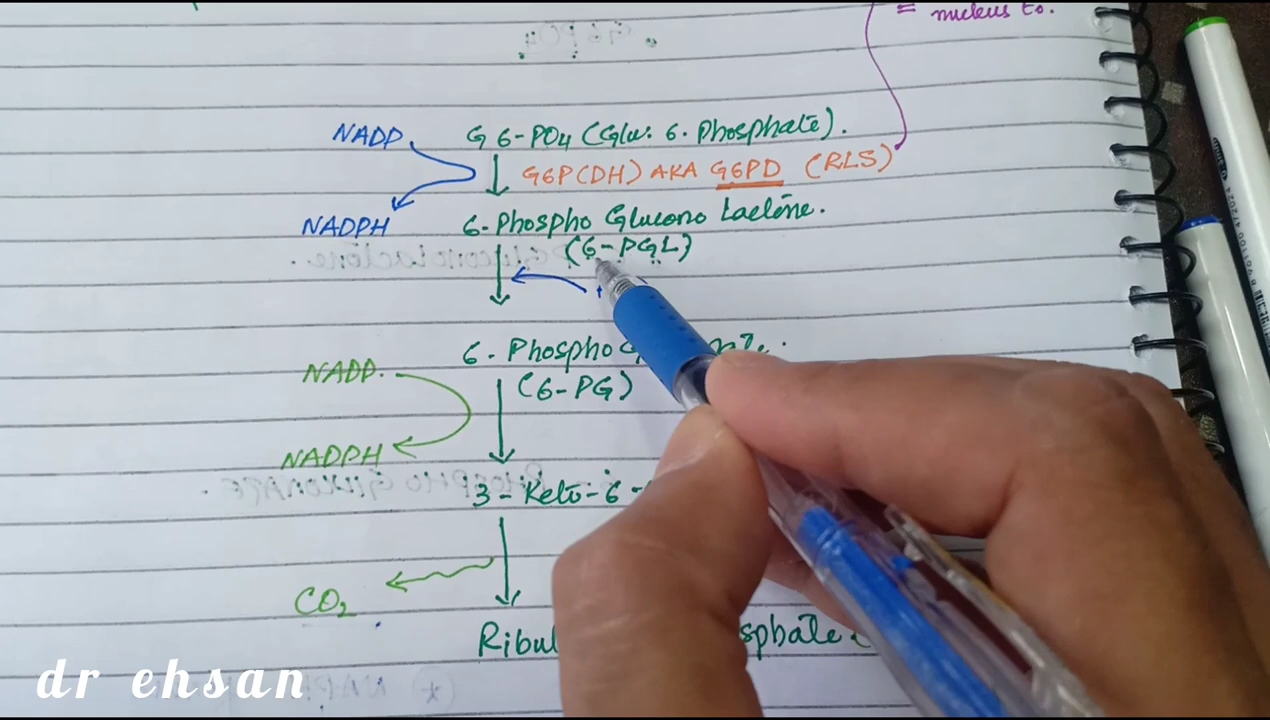 = nucleus to.
NADP
G 6-PO4 (Glu. 6. Phosphate).
G6P(DH) AKA G6PD (RLS)
NADPH
6-Phospho Glucono Lactone.
(6-PGL)
6. Phospho
NADP.
(6-PG)
NADPH
3-Keto-6-
CO2
Ribul sphate
dr ehsan